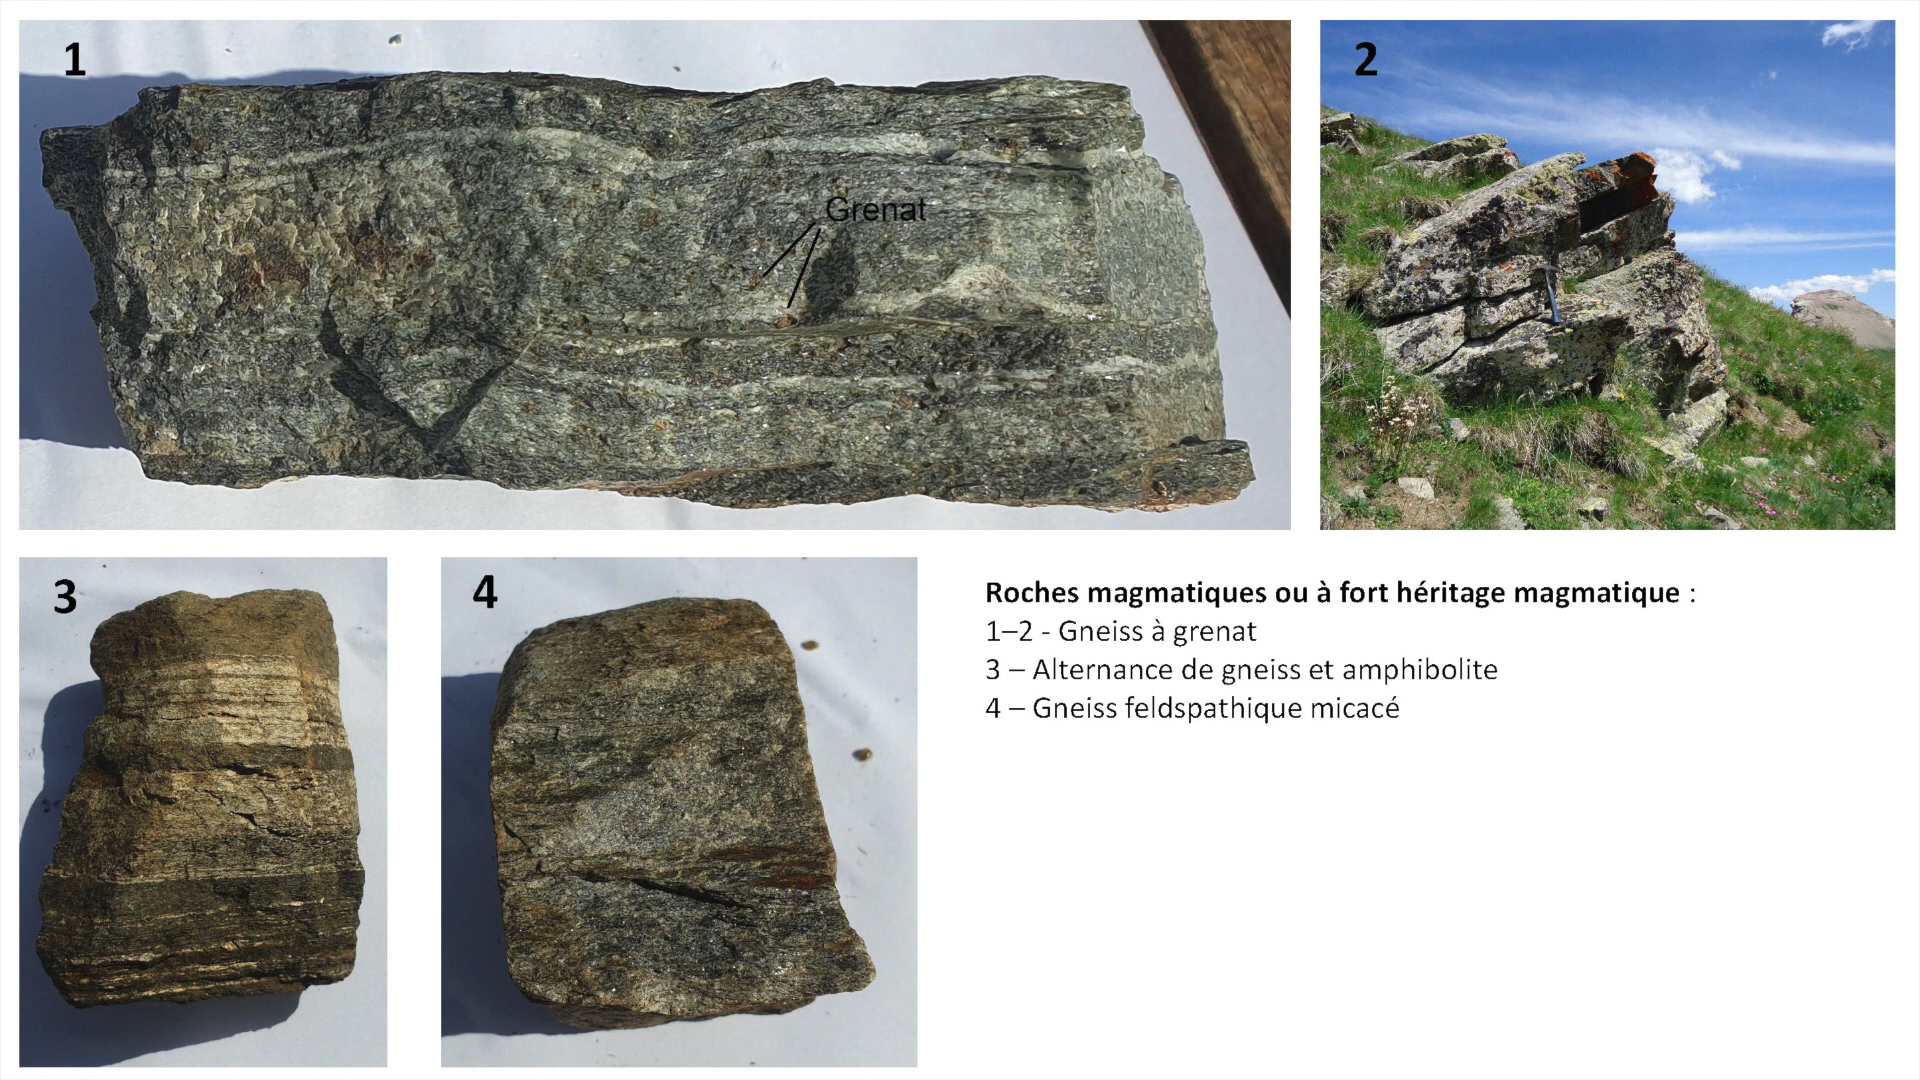 1
2
Grenat
3
4
Roches magmatiques ou à fort héritage magmatique :
1–2 - Gneiss à grenat
3 – Alternance de gneiss et amphibolite
4 – Gneiss feldspathique micacé